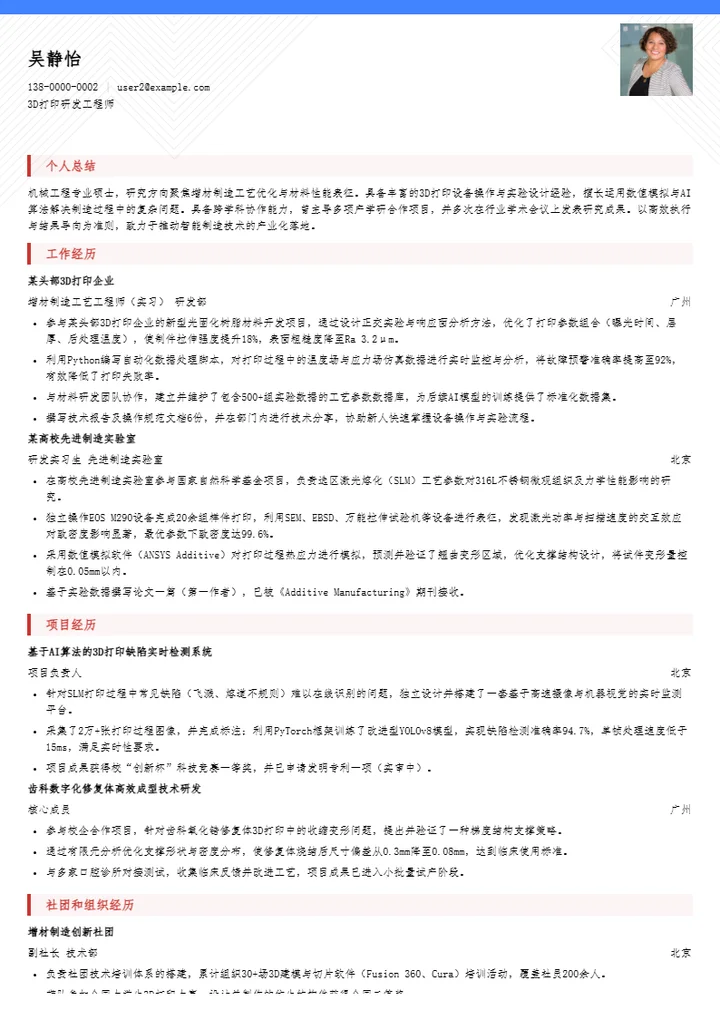 吴静怡
138-0000-0002 | user2@example.com
3D打印研发工程师
个人总结
机械工程专业硕士，研究方向聚焦增材制造工艺优化与材料性能表征。具备丰富的3D打印设备操作与实验设计经验，擅长运用数值模拟与AI
算法解决制造过程中的复杂问题。具备跨学科协作能力，曾主导多项产学研合作项目，并多次在行业学术会议上发表研究成果。以高效执行
与结果导向为准则，致力于推动智能制造技术的产业化落地。
工作经历
某头部3D打印企业
增材制造工艺工程师（实习） 研发部 广州
• 参与某头部3D打印企业的新型光固化树脂材料开发项目，通过设计正交实验与响应面分析方法，优化了打印参数组合（曝光时间、层
厚、后处理温度），使制件拉伸强度提升18%，表面粗糙度降至Ra 3.2μm。
• 利用Python编写自动化数据处理脚本，对打印过程中的温度场与应力场仿真数据进行实时监控与分析，将故障预警准确率提高至92%，
有效降低了打印失败率。
• 与材料研发团队协作，建立并维护了包含500+组实验数据的工艺参数数据库，为后续AI模型的训练提供了标准化数据集。
• 撰写技术报告及操作规范文档6份，并在部门内进行技术分享，协助新人快速掌握设备操作与实验流程。
某高校先进制造实验室
研发实习生 先进制造实验室 北京
• 在高校先进制造实验室参与国家自然科学基金项目，负责选区激光熔化（SLM）工艺参数对316L不锈钢微观组织及力学性能影响的研
究。
• 独立操作EOS M290设备完成20余组样件打印，利用SEM、EBSD、万能拉伸试验机等设备进行表征，发现激光功率与扫描速度的交互效应
对致密度影响显著，最优参数下致密度达99.6%。
• 采用数值模拟软件（ANSYS Additive）对打印过程热应力进行模拟，预测并验证了翘曲变形区域，优化支撑结构设计，将试件变形量控
制在0.05mm以内。
• 基于实验数据撰写论文一篇（第一作者），已被《Additive Manufacturing》期刊接收。
项目经历
基于AI算法的3D打印缺陷实时检测系统
项目负责人 北京
• 针对SLM打印过程中常见缺陷（飞溅、熔道不规则）难以在线识别的问题，独立设计并搭建了一套基于高速摄像与机器视觉的实时监测
平台。
• 采集了2万+张打印过程图像，并完成标注；利用PyTorch框架训练了改进型YOLOv8模型，实现缺陷检测准确率94.7%，单帧处理速度低于
15ms，满足实时性要求。
• 项目成果获得校“创新杯”科技竞赛一等奖，并已申请发明专利一项（实审中）。
齿科数字化修复体高效成型技术研发
核心成员 广州
• 参与校企合作项目，针对齿科氧化锆修复体3D打印中的收缩变形问题，提出并验证了一种梯度结构支撑策略。
• 通过有限元分析优化支撑形状与密度分布，使修复体烧结后尺寸偏差从0.3mm降至0.08mm，达到临床使用标准。
• 与多家口腔诊所对接测试，收集临床反馈并改进工艺，项目成果已进入小批量试产阶段。
社团和组织经历
增材制造创新社团
副社长 技术部 北京
• 负责社团技术培训体系的搭建，累计组织30+场3D建模与切片软件（Fusion 360、Cura）培训活动，覆盖社员200余人。